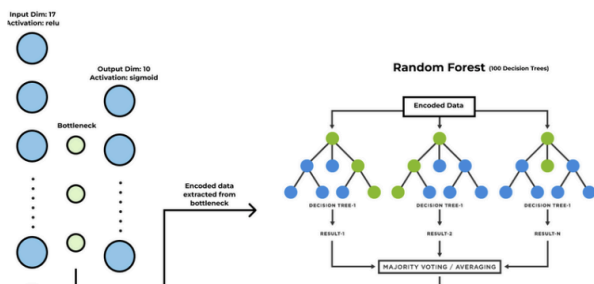 Input Dim: 17
Activation: relu
Output Dim: 10
Activation: sigmoid
Bottleneck
Encoded data
extracted from
bottleneck
Random Forest (100 Decision Trees)
Encoded Data
DECISION TREE-1
DECISION TREE-1
DECISION TREE-1
RESULT-1
RESULT-2
RESULT-N
MAJORITY VOTING / AVERAGING